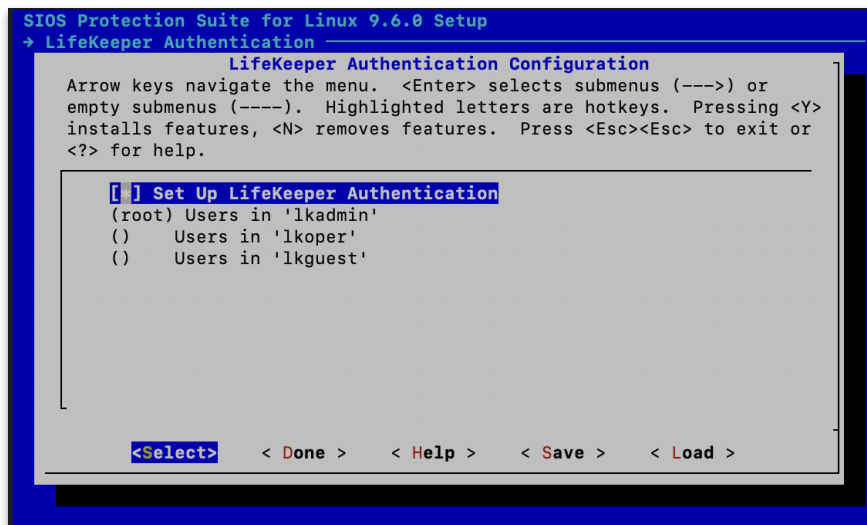 SIOS Protection Suite for Linux 9.6.0 Setup
→ LifeKeeper Authentication
LifeKeeper Authentication Configuration
Arrow keys navigate the menu.  <Enter> selects submenus (--->) or
empty submenus (----).  Highlighted letters are hotkeys.  Pressing <Y>
installs features, <N> removes features.  Press <Esc><Esc> to exit or
<?> for help.
[*] Set Up LifeKeeper Authentication
(root) Users in 'lkadmin'
()    Users in 'lkoper'
()    Users in 'lkguest'
<Select>    < Done >    < Help >    < Save >    < Load >